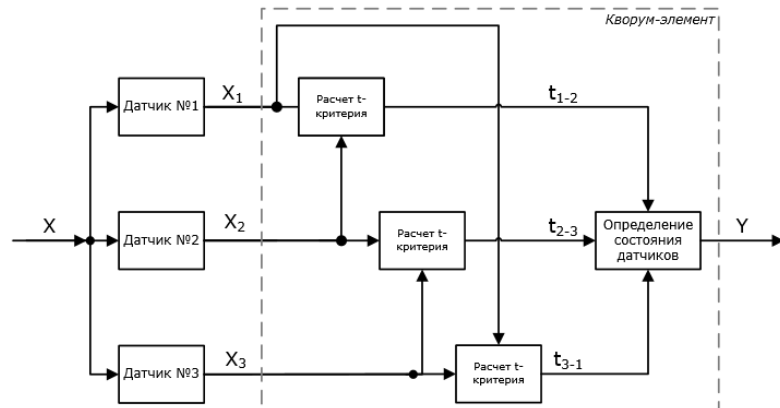 Кворум-элемент
Датчик №1
X₁
Расчет t-
критерия
t₁₋₂
X
Датчик №2
X₂
Расчет t-
критерия
t₂₋₃
Определение
состояния
датчиков
Y
Датчик №3
X₃
Расчет t-
критерия
t₃₋₁